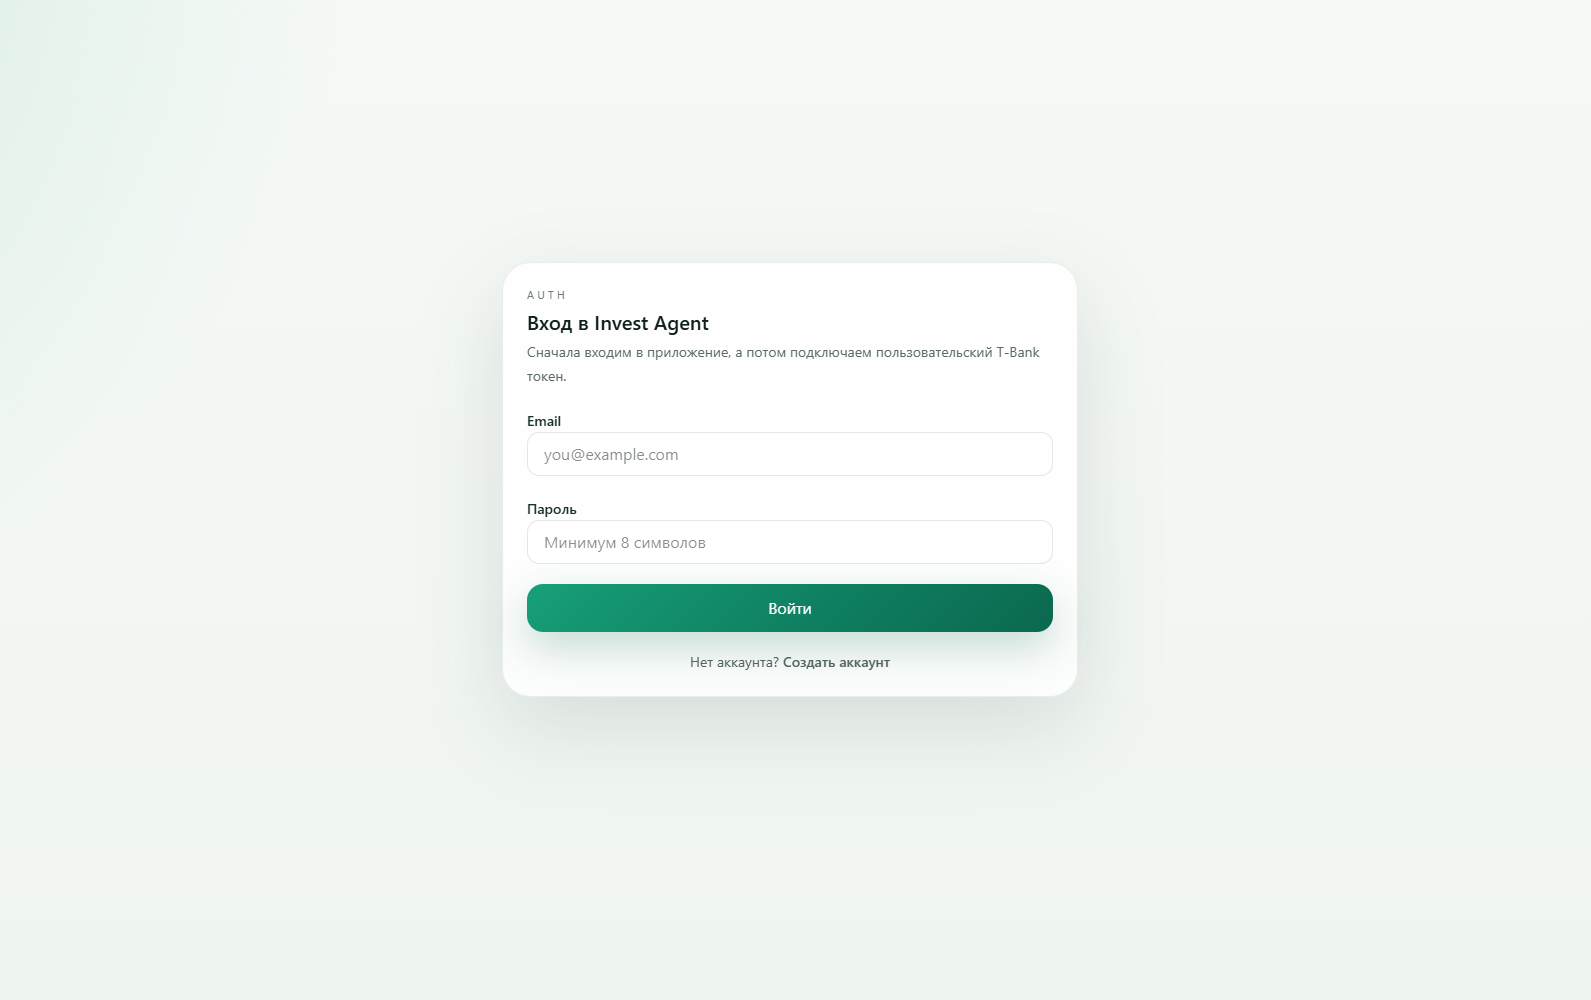 AUTH
Вход в Invest Agent
Сначала входим в приложение, а потом подключаем пользовательский T-Bank
токен.
Email
you@example.com
Пароль
Минимум 8 символов
Войти
Нет аккаунта? Создать аккаунт